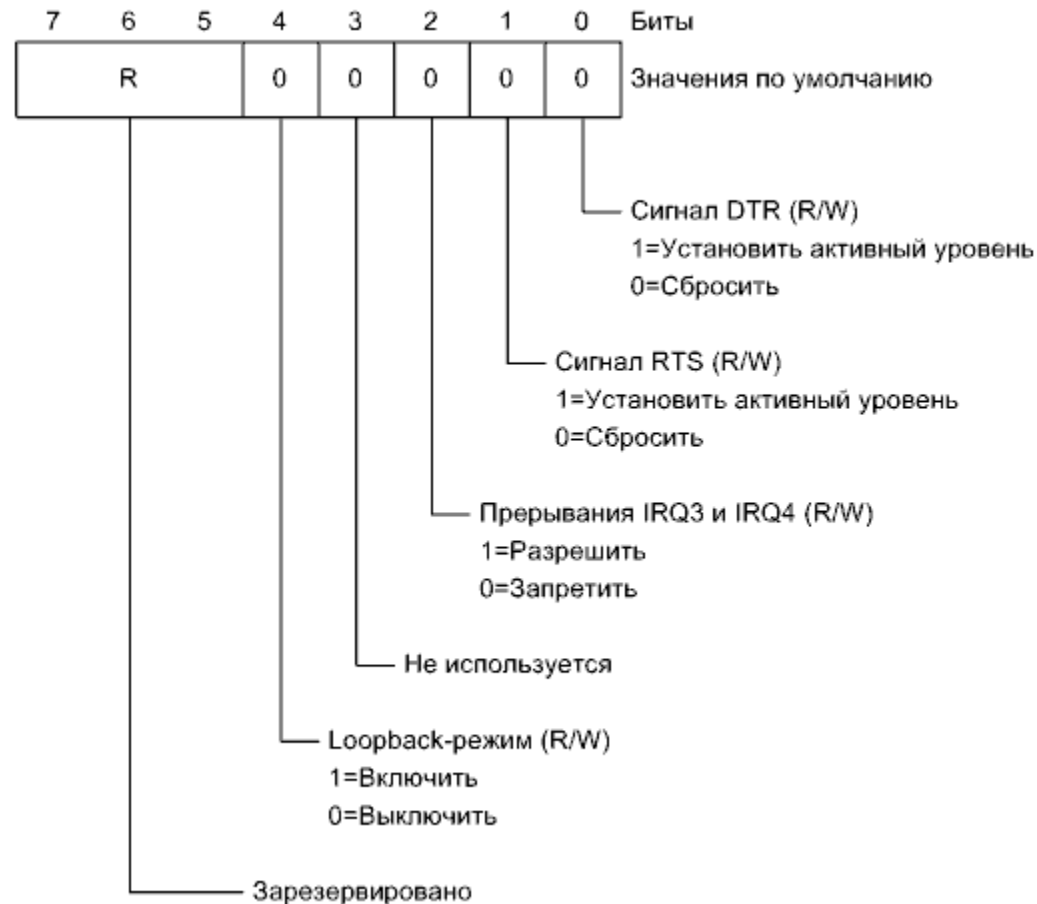 7 6 5 4 3 2 1 0 Биты
R 0 0 0 0 0 Значения по умолчанию
Сигнал DTR (R/W)
1=Установить активный уровень
0=Сбросить
Сигнал RTS (R/W)
1=Установить активный уровень
0=Сбросить
Прерывания IRQ3 и IRQ4 (R/W)
1=Разрешить
0=Запретить
Не используется
Loopback-режим (R/W)
1=Включить
0=Выключить
Зарезервировано